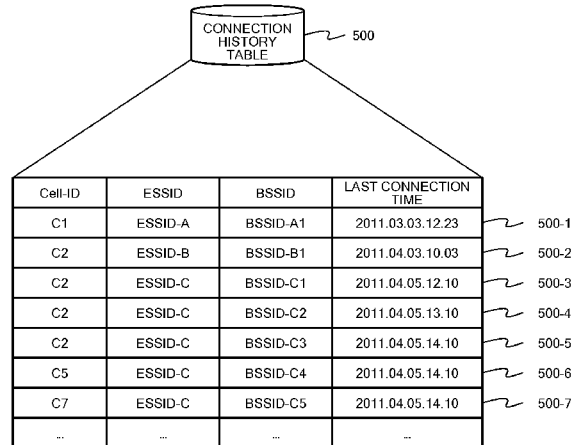 CONNECTION
HISTORY
TABLE
500
Cell-ID ESSID BSSID LAST CONNECTION TIME
C1 ESSID-A BSSID-A1 2011.03.03.12.23 500-1
C2 ESSID-B BSSID-B1 2011.04.03.10.03 500-2
C2 ESSID-C BSSID-C1 2011.04.05.12.10 500-3
C2 ESSID-C BSSID-C2 2011.04.05.13.10 500-4
C2 ESSID-C BSSID-C3 2011.04.05.14.10 500-5
C5 ESSID-C BSSID-C4 2011.04.05.14.10 500-6
C7 ESSID-C BSSID-C5 2011.04.05.14.10 500-7
... ... ... ...